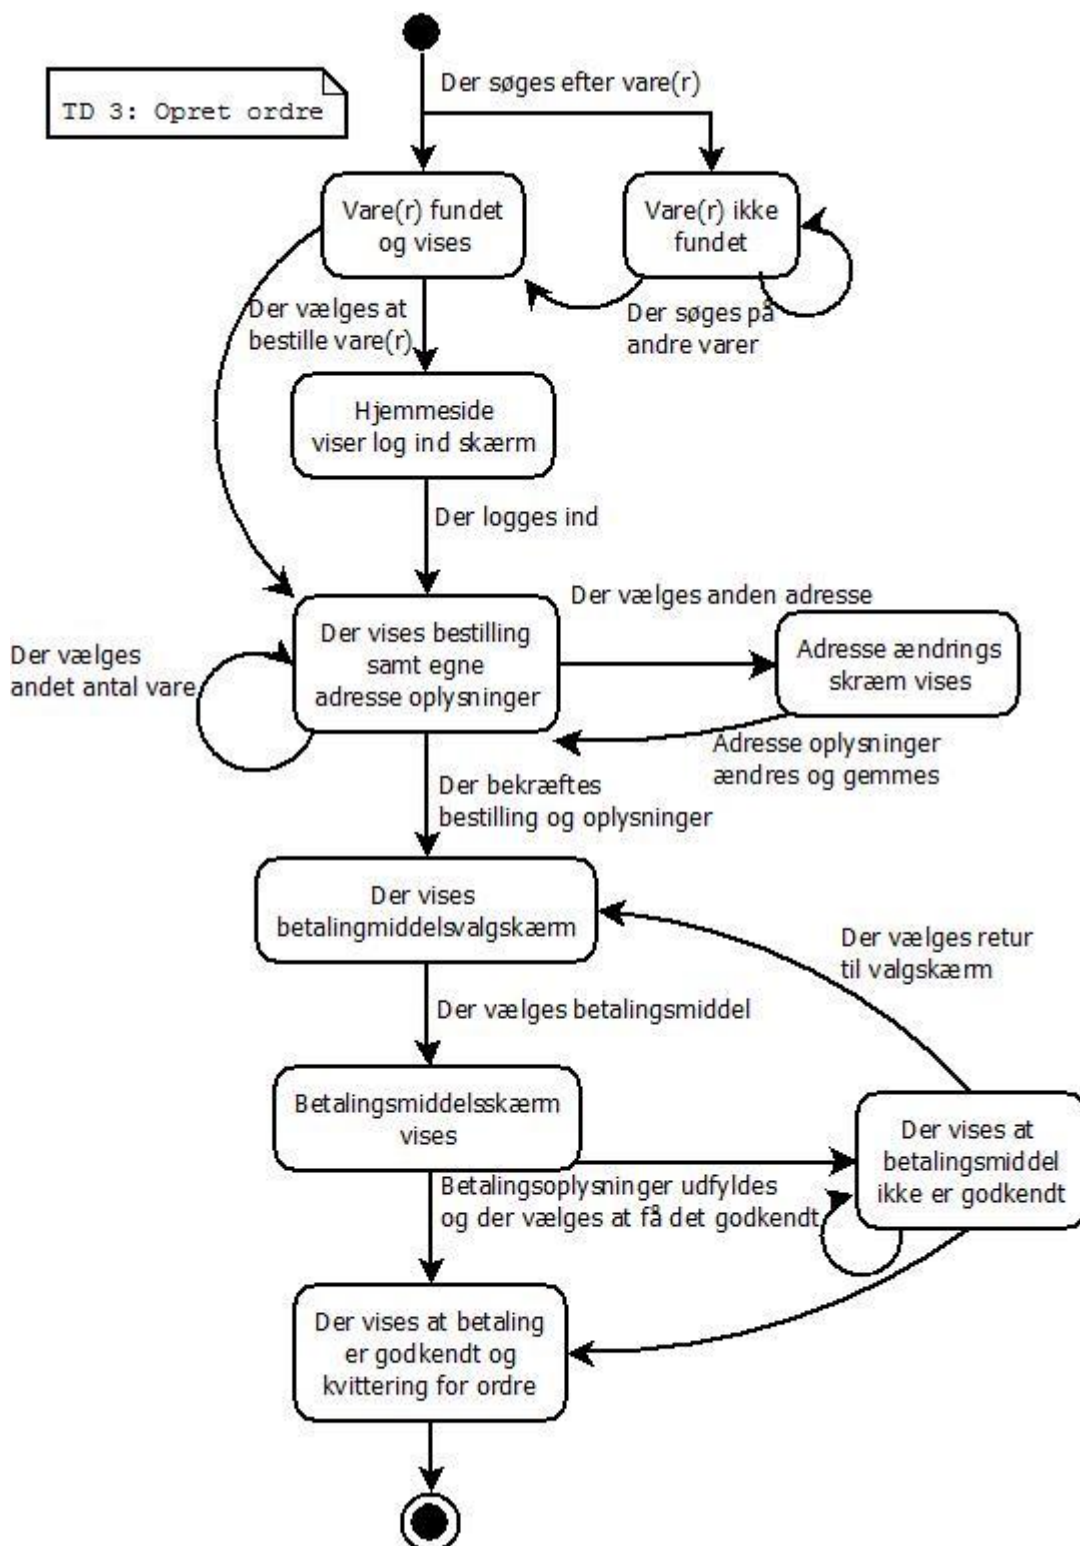 Der søges efter vare(r)
TD 3: Opret ordre
Vare(r) fundet
og vises
Vare(r) ikke
fundet
Der vælges at
bestille vare(r)
Der søges på
andre varer
Hjemmeside
viser log ind skærm
Der logges ind
Der vælges anden adresse
Der vises bestilling
samt egne
adresse oplysninger
Adresse ændrings
skræm vises
Der vælges
andet antal vare
Adresse oplysninger
ændres og gemmes
Der bekræftes
bestilling og oplysninger
Der vises
betalingmiddelsvalgskærm
Der vælges retur
til valgskærm
Der vælges betalingsmiddel
Betalingsmiddelsskærm
vises
Der vises at
betalingsmiddel
ikke er godkendt
Betalingsoplysninger udfyldes
og der vælges at få det godkendt
Der vises at betaling
er godkendt og
kvittering for ordre